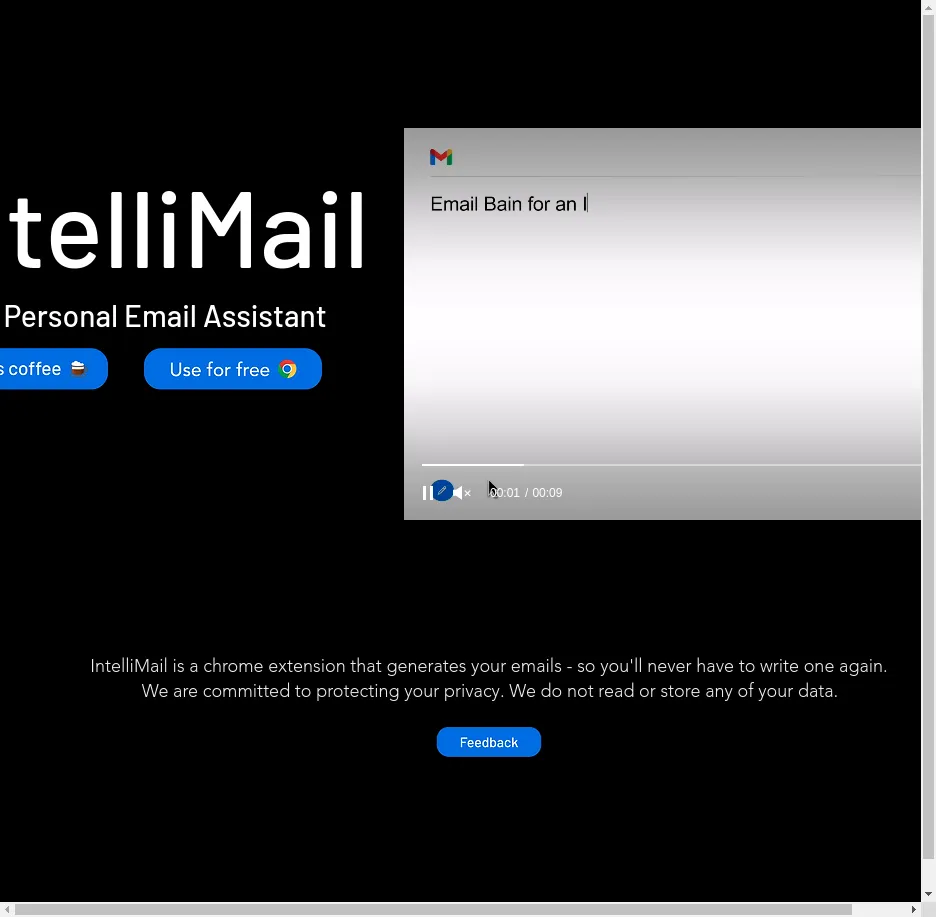 telliMail
Personal Email Assistant
s coffee
Use for free
Email Bain for an I
00:01 / 00:09
IntelliMail is a chrome extension that generates your emails - so you'll never have to write one again.
We are committed to protecting your privacy. We do not read or store any of your data.
Feedback